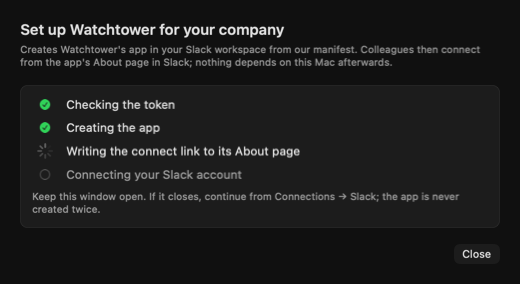 Set up Watchtower for your company
Creates Watchtower's app in your Slack workspace from our manifest. Colleagues then connect
from the app's About page in Slack; nothing depends on this Mac afterwards.
Checking the token
Creating the app
Writing the connect link to its About page
Connecting your Slack account
Keep this window open. If it closes, continue from Connections → Slack; the app is never
created twice.
Close